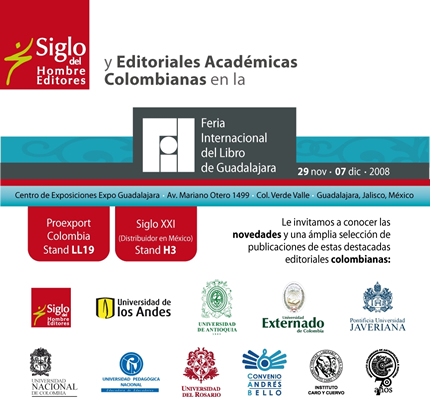 Siglo
del
Hombre
Editores
y Editoriales Académicas
Colombianas en la
Feria
Internacional
del Libro
de Guadalajara
29 nov · 07 dic · 2008
Centro de Exposiciones Expo Guadalajara · Av. Mariano Otero 1499 · Col. Verde Valle · Guadalajara, Jalisco, México
Proexport
Colombia
Stand LL19
Siglo XXI
(Distribuidor en México)
Stand H3
Le invitamos a conocer las
novedades y una ámplia selección de
publicaciones de estas destacadas
editoriales colombianas:
Siglo
del
Hombre
Editores
Universidad de
los Andes
UNIVERSIDAD
DE ANTIOQUIA
Universidad
Externado
de Colombia
Pontificia Universidad
JAVERIANA
UNIVERSIDAD
NACIONAL
DE COLOMBIA
UNIVERSIDAD PEDAGÓGICA
NACIONAL
UNIVERSIDAD
DEL ROSARIO
CONVENIO
ANDRÉS
BELLO
INSTITUTO
CARO Y CUERVO